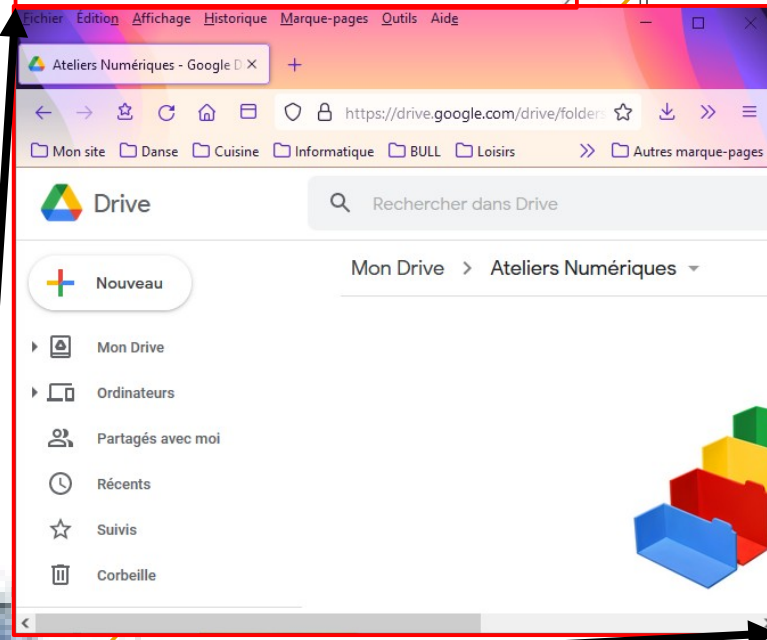 Fichier Édition Affichage Historique Marque-pages Outils Aide
Ateliers Numériques - Google D
https://drive.google.com/drive/folders
Mon site Danse Cuisine Informatique BULL Loisirs Autres marque-pages
Drive
Rechercher dans Drive
Nouveau
Mon Drive > Ateliers Numériques
Mon Drive
Ordinateurs
Partagés avec moi
Récents
Suivis
Corbeille